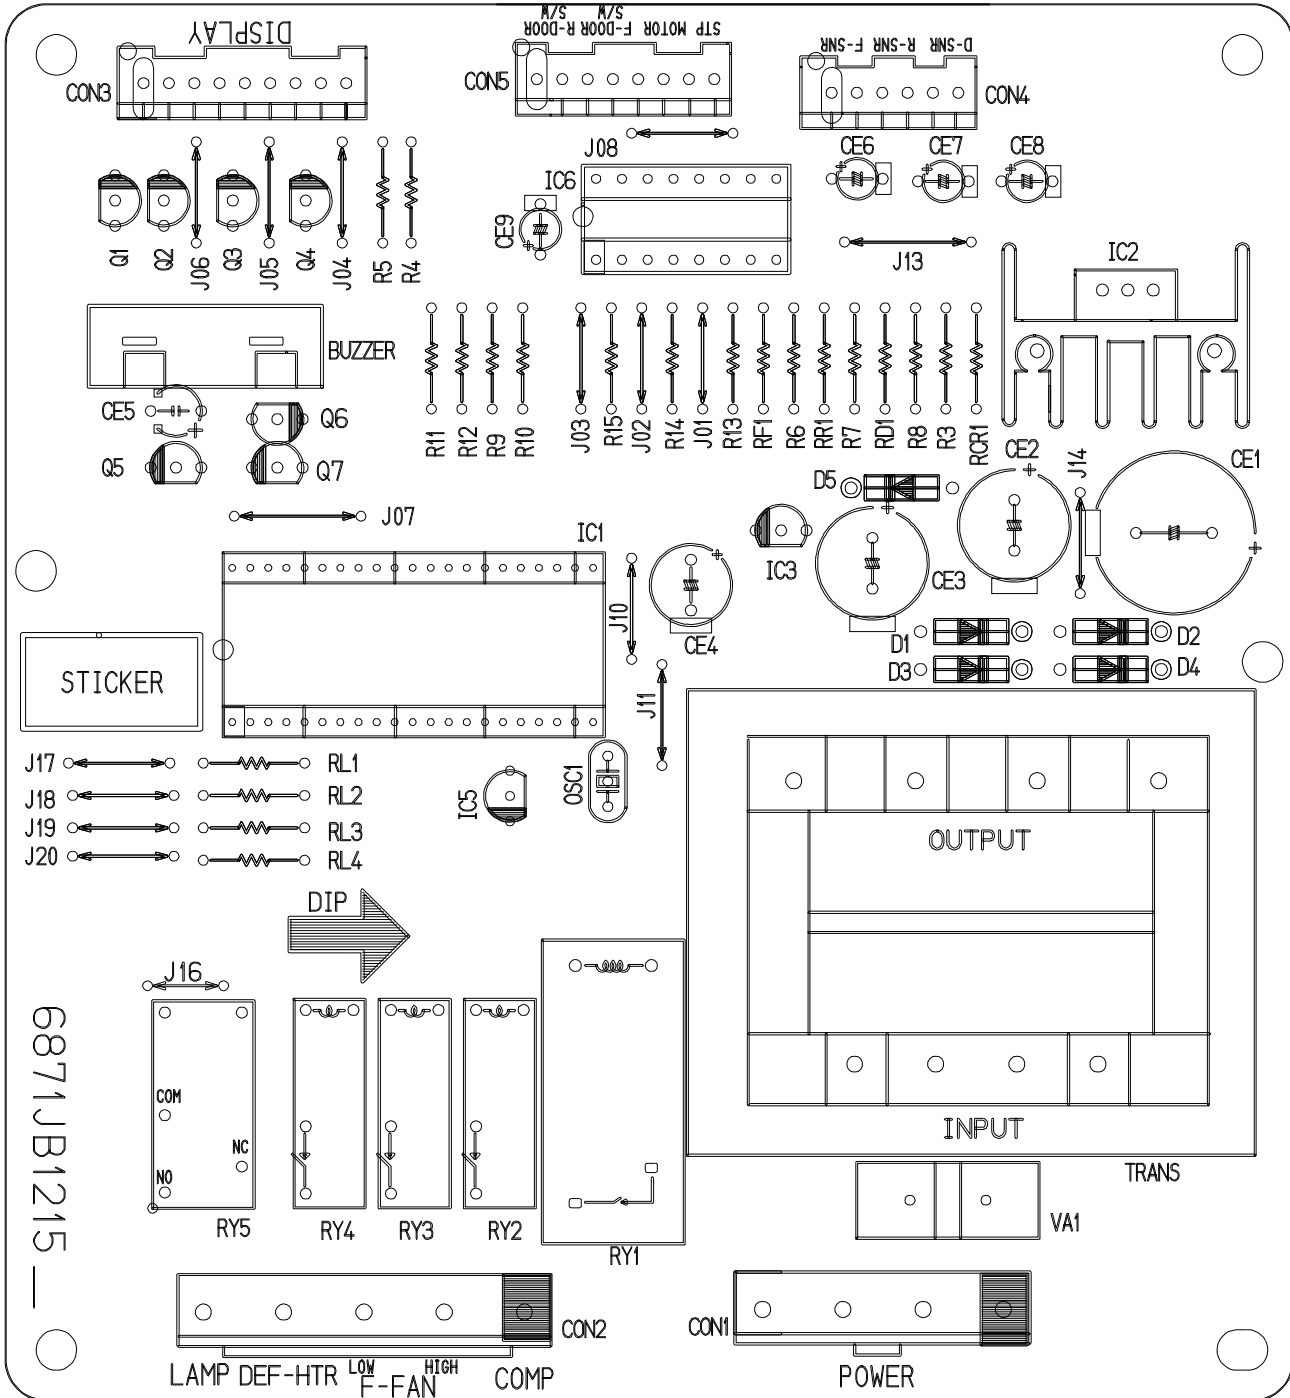 DISPLAY
S/W S/W
R-DOOR F-DOOR STP MOTOR
F-SNR R-SNR D-SNR
CON3
CON5
CON4
J08
CE6 CE7 CE8
IC6
CE9
Q1 Q2 J06 Q3 J05 Q4 J04 R5 R4
J13
IC2
BUZZER
CE5
Q6
Q5
Q7
R11 R12 R9 R10 J03 R15 J02 R14 J01 R13 RF1 R6 RR1 R7 RD1 R8 R3 RCR1
CE2
J14
CE1
D5
J07
IC1
IC3
CE3
J10
CE4
D1 D2
D3 D4
STICKER
J11
J17 RL1
J18 RL2
J19 RL3
J20 RL4
IC5
OSC1
OUTPUT
DIP
J16
6871JB1215_
COM
NC
NO
INPUT
TRANS
RY5 RY4 RY3 RY2
RY1
VA1
CON2
CON1
LAMP DEF-HTR LOW HIGH COMP
F-FAN
POWER